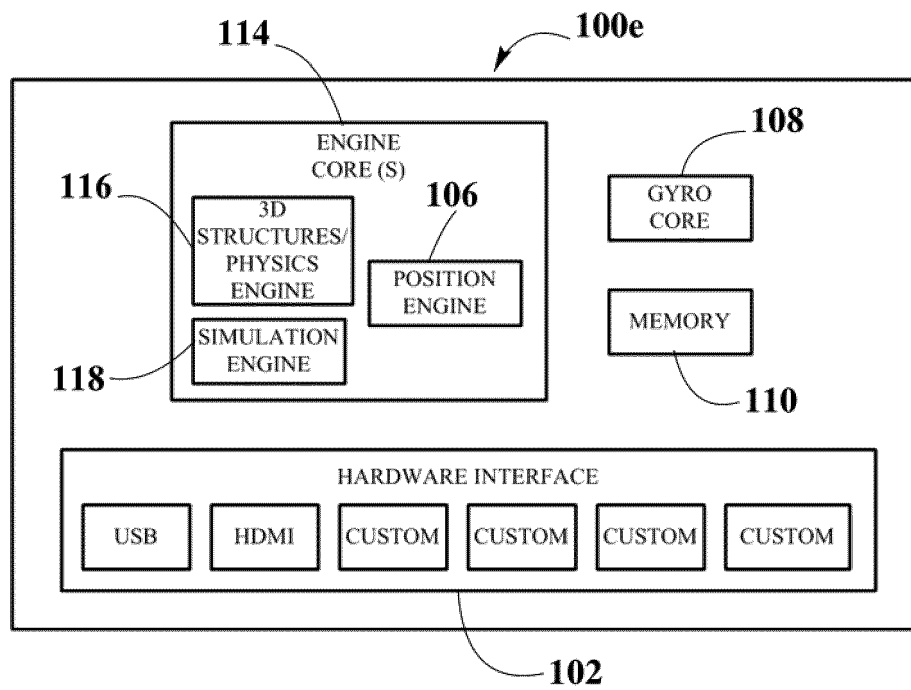 100e
114
ENGINE
CORE (S)
108
116
3D
STRUCTURES/
PHYSICS
ENGINE
106
GYRO
CORE
POSITION
ENGINE
MEMORY
SIMULATION
ENGINE
118
110
HARDWARE INTERFACE
USB
HDMI
CUSTOM
CUSTOM
CUSTOM
CUSTOM
102